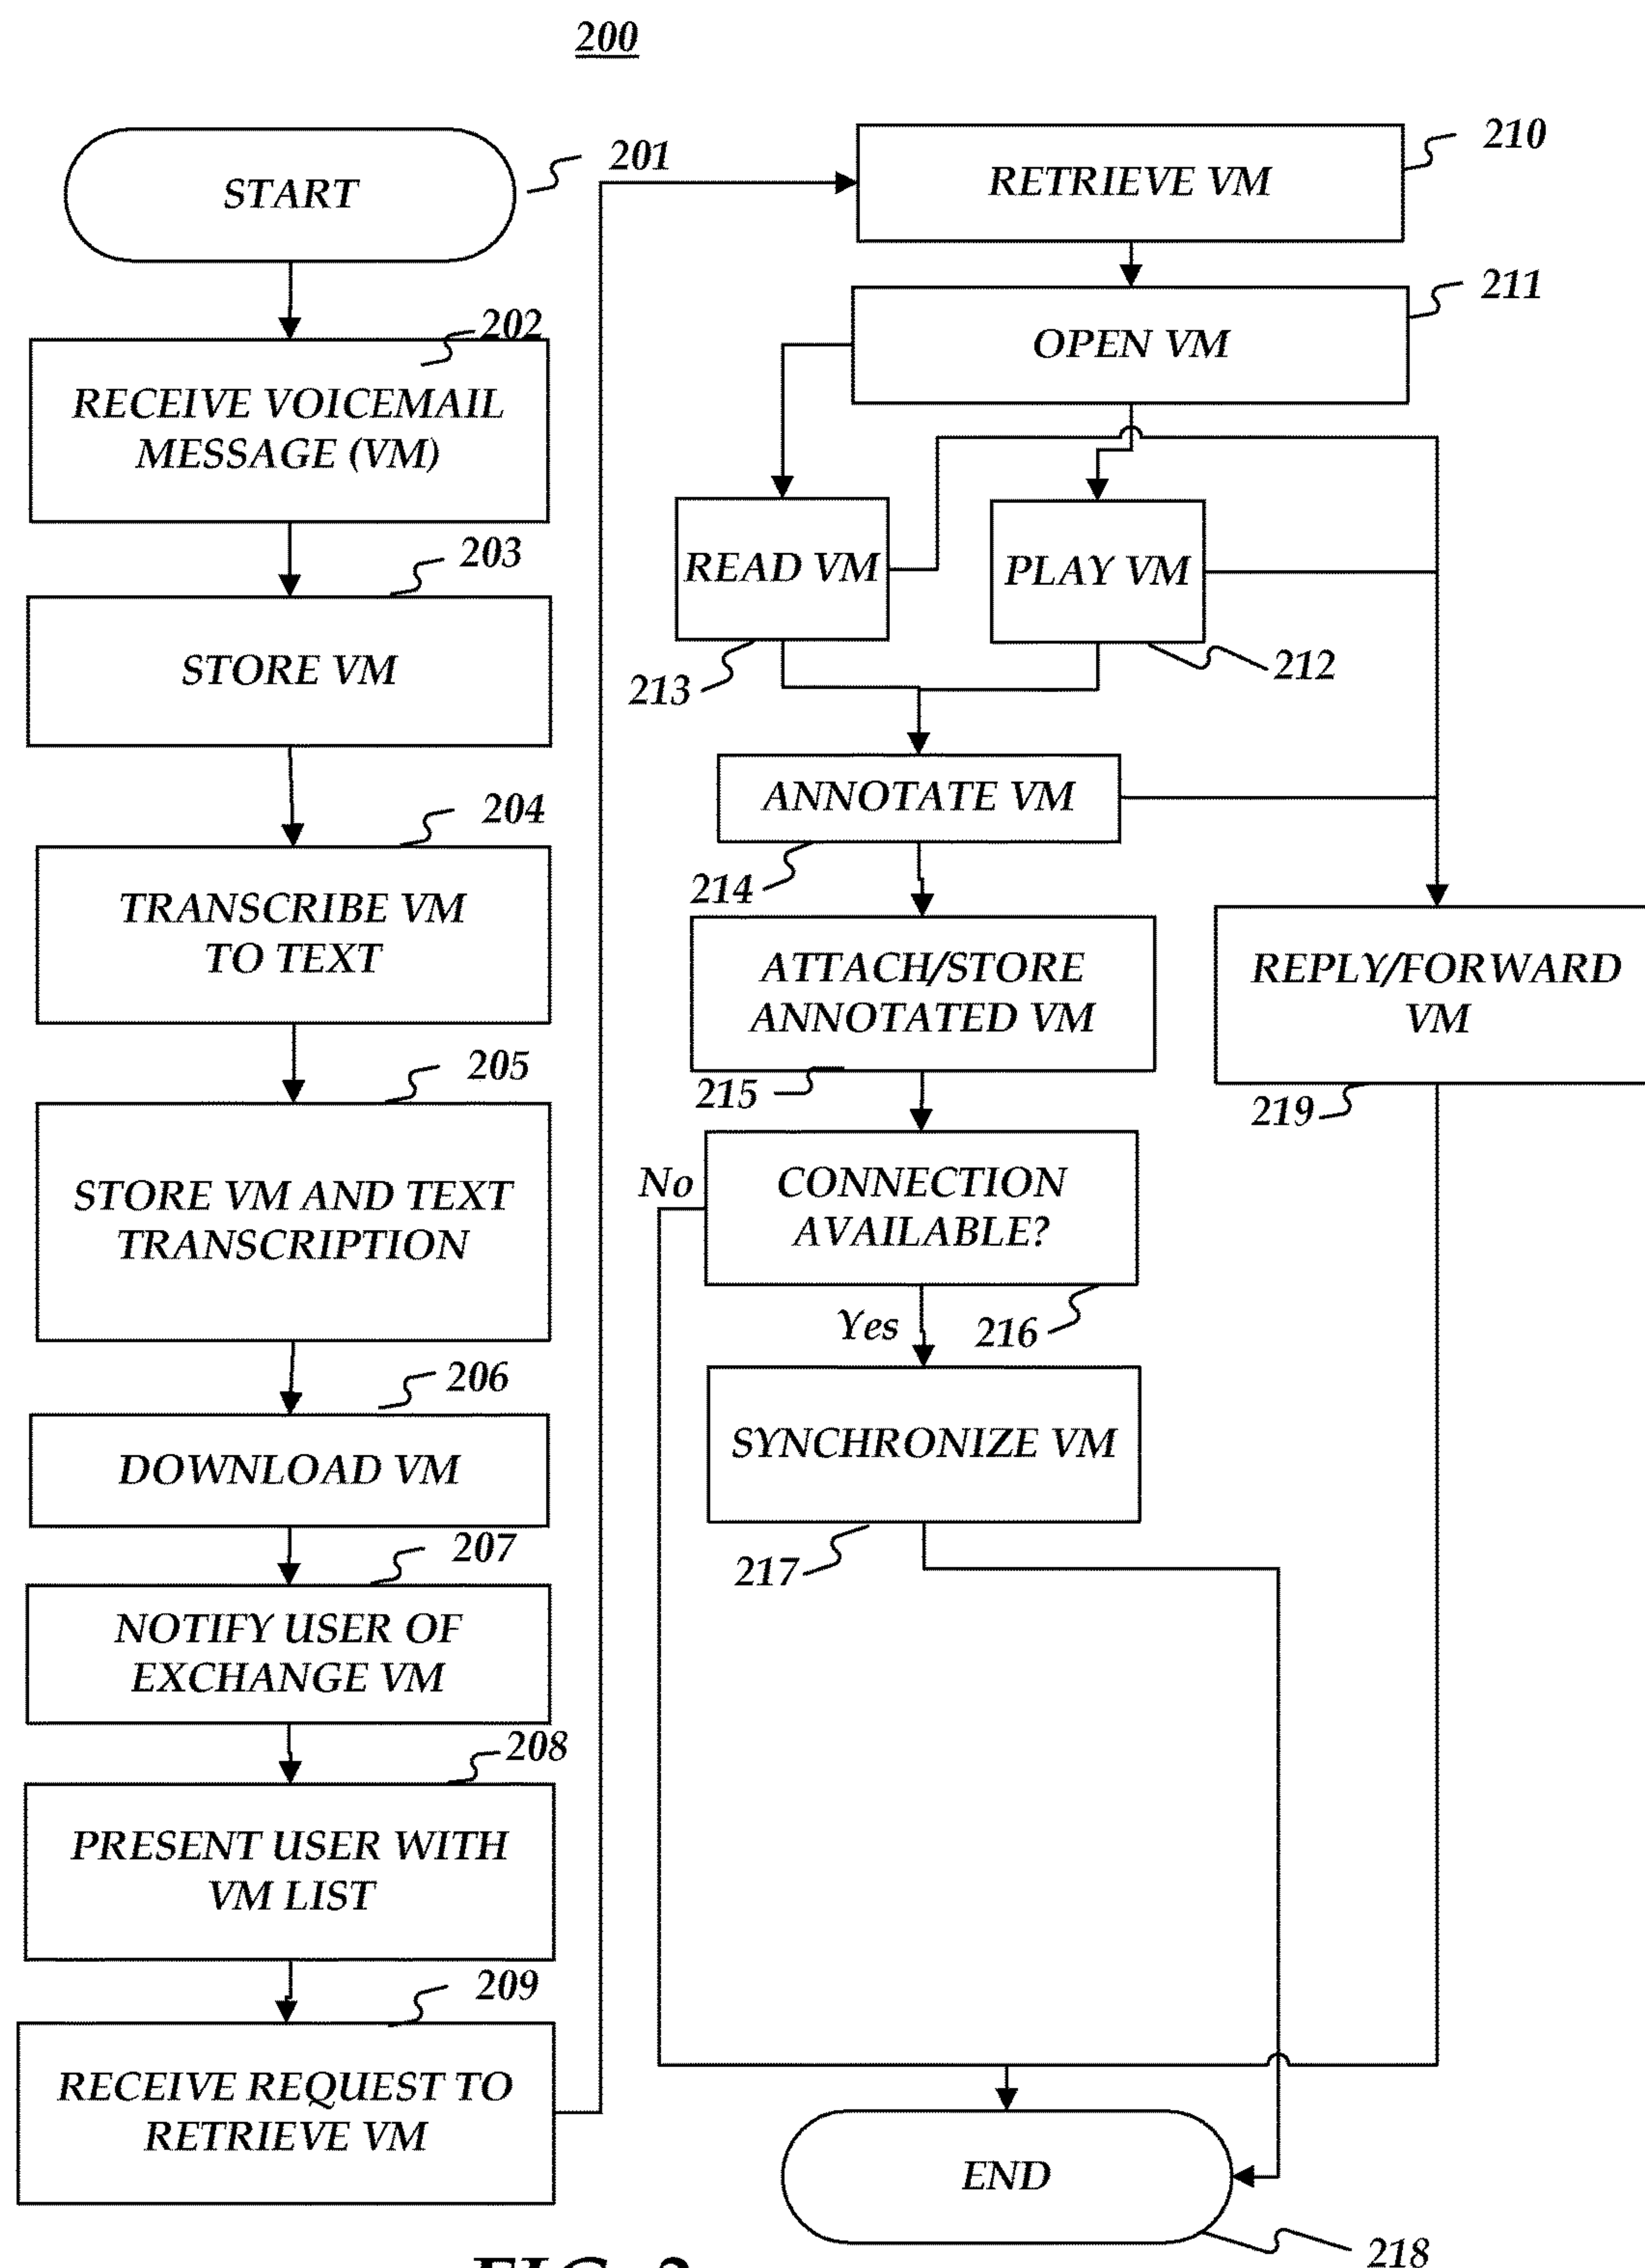 200
START
201
202
RECEIVE VOICEMAIL
MESSAGE (VM)
203
STORE VM
204
TRANSCRIBE VM
TO TEXT
205
STORE VM AND TEXT
TRANSCRIPTION
206
DOWNLOAD VM
207
NOTIFY USER OF
EXCHANGE VM
208
PRESENT USER WITH
VM LIST
209
RECEIVE REQUEST TO
RETRIEVE VM
210
RETRIEVE VM
211
OPEN VM
READ VM
PLAY VM
213
212
ANNOTATE VM
214
ATTACH/STORE
ANNOTATED VM
215
REPLY/FORWARD
VM
219
No
CONNECTION
AVAILABLE?
Yes
216
SYNCHRONIZE VM
217
END
218